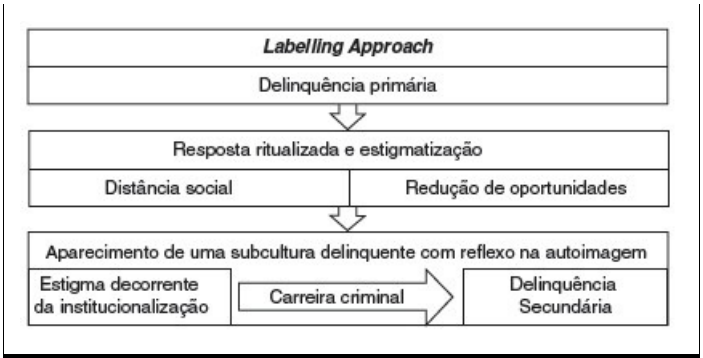 Labelling Approach
Delinquência primária
Resposta ritualizada e estigmatização
Distância social
Redução de oportunidades
Aparecimento de uma subcultura delinquente com reflexo na autoimagem
Estigma decorrente
da institucionalização
Carreira criminal
Delinquência
Secundária